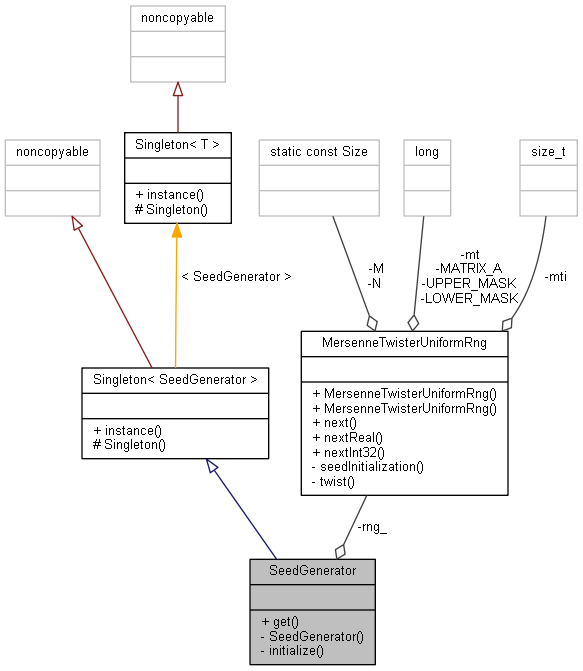 noncopyable
Singleton< T >
+ instance()
# Singleton()
noncopyable
static const Size
long
size_t
< SeedGenerator >
-M
-N
-mt
-MATRIX_A
-UPPER_MASK
-LOWER_MASK
-mti
Singleton< SeedGenerator >
+ instance()
# Singleton()
MersenneTwisterUniformRng
+ MersenneTwisterUniformRng()
+ MersenneTwisterUniformRng()
+ next()
+ nextReal()
+ nextInt32()
- seedInitialization()
- twist()
-rng_
SeedGenerator
+ get()
- SeedGenerator()
- initialize()